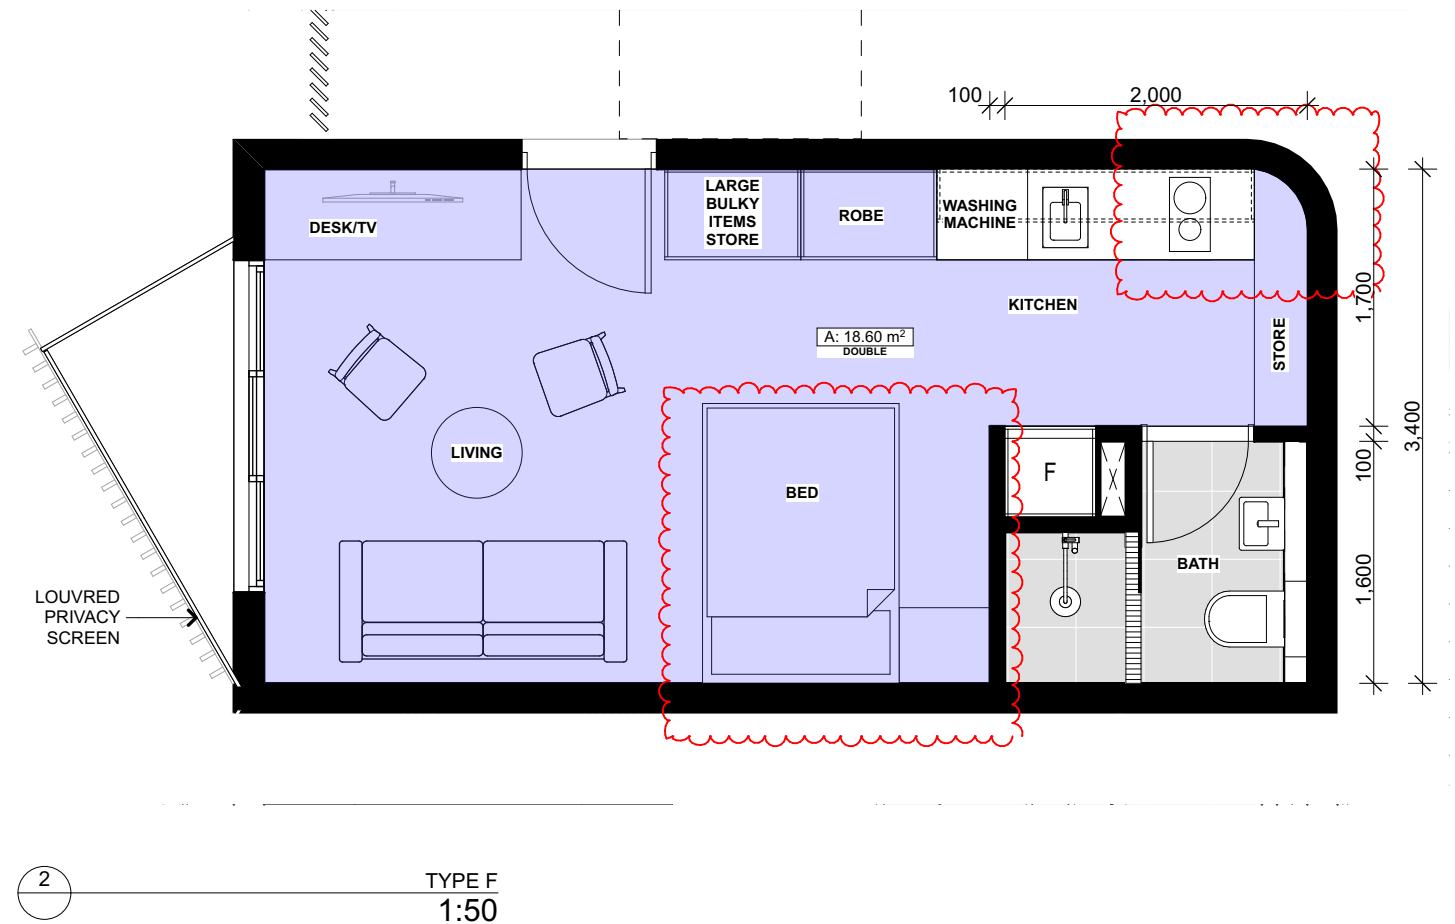 100
2,000
LARGE
BULKY
ITEMS
STORE
ROBE
WASHING
MACHINE
DESK/TV
KITCHEN
1,700
A: 18.60 m²
DOUBLE
STORE
3,400
LIVING
BED
F
100
BATH
1,600
LOUVRED
PRIVACY
SCREEN
2
TYPE F
1:50